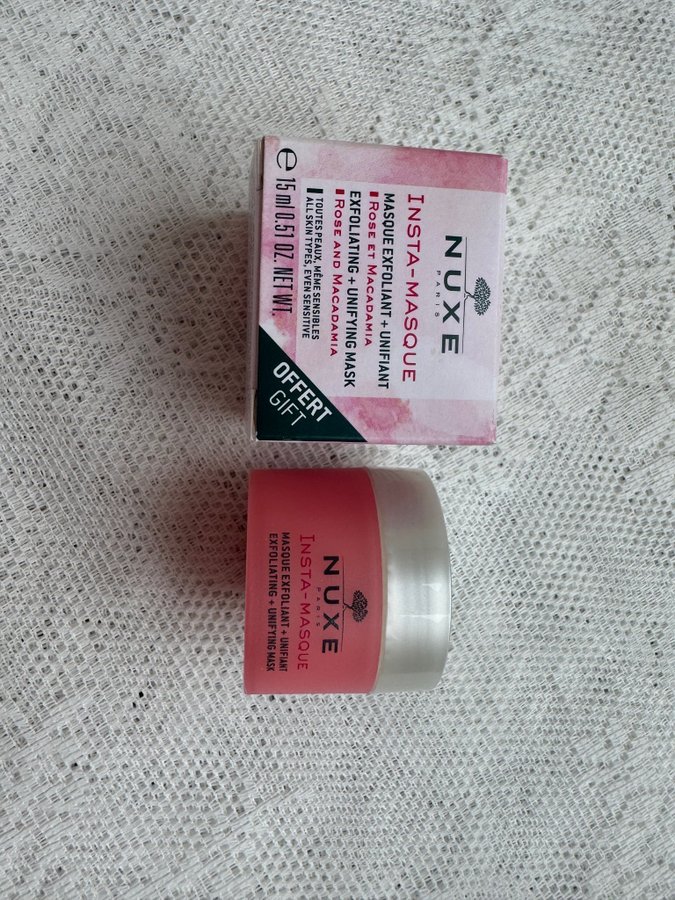 NUXE
PARIS
INSTA-MASQUE
MASQUE EXFOLIANT + UNIFIANT
ROSE ET MACADAMIA
EXFOLIATING + UNIFYING MASK
ROSE AND MACADAMIA
TOUTES PEAUX, MÊME SENSIBLES
ALL SKIN TYPES, EVEN SENSITIVE
e 15 ml 0.51 OZ. NET WT.
OFFERT
GIFT
NUXE
PARIS
INSTA-MASQUE
MASQUE EXFOLIANT + UNIFIANT
EXFOLIATING + UNIFYING MASK